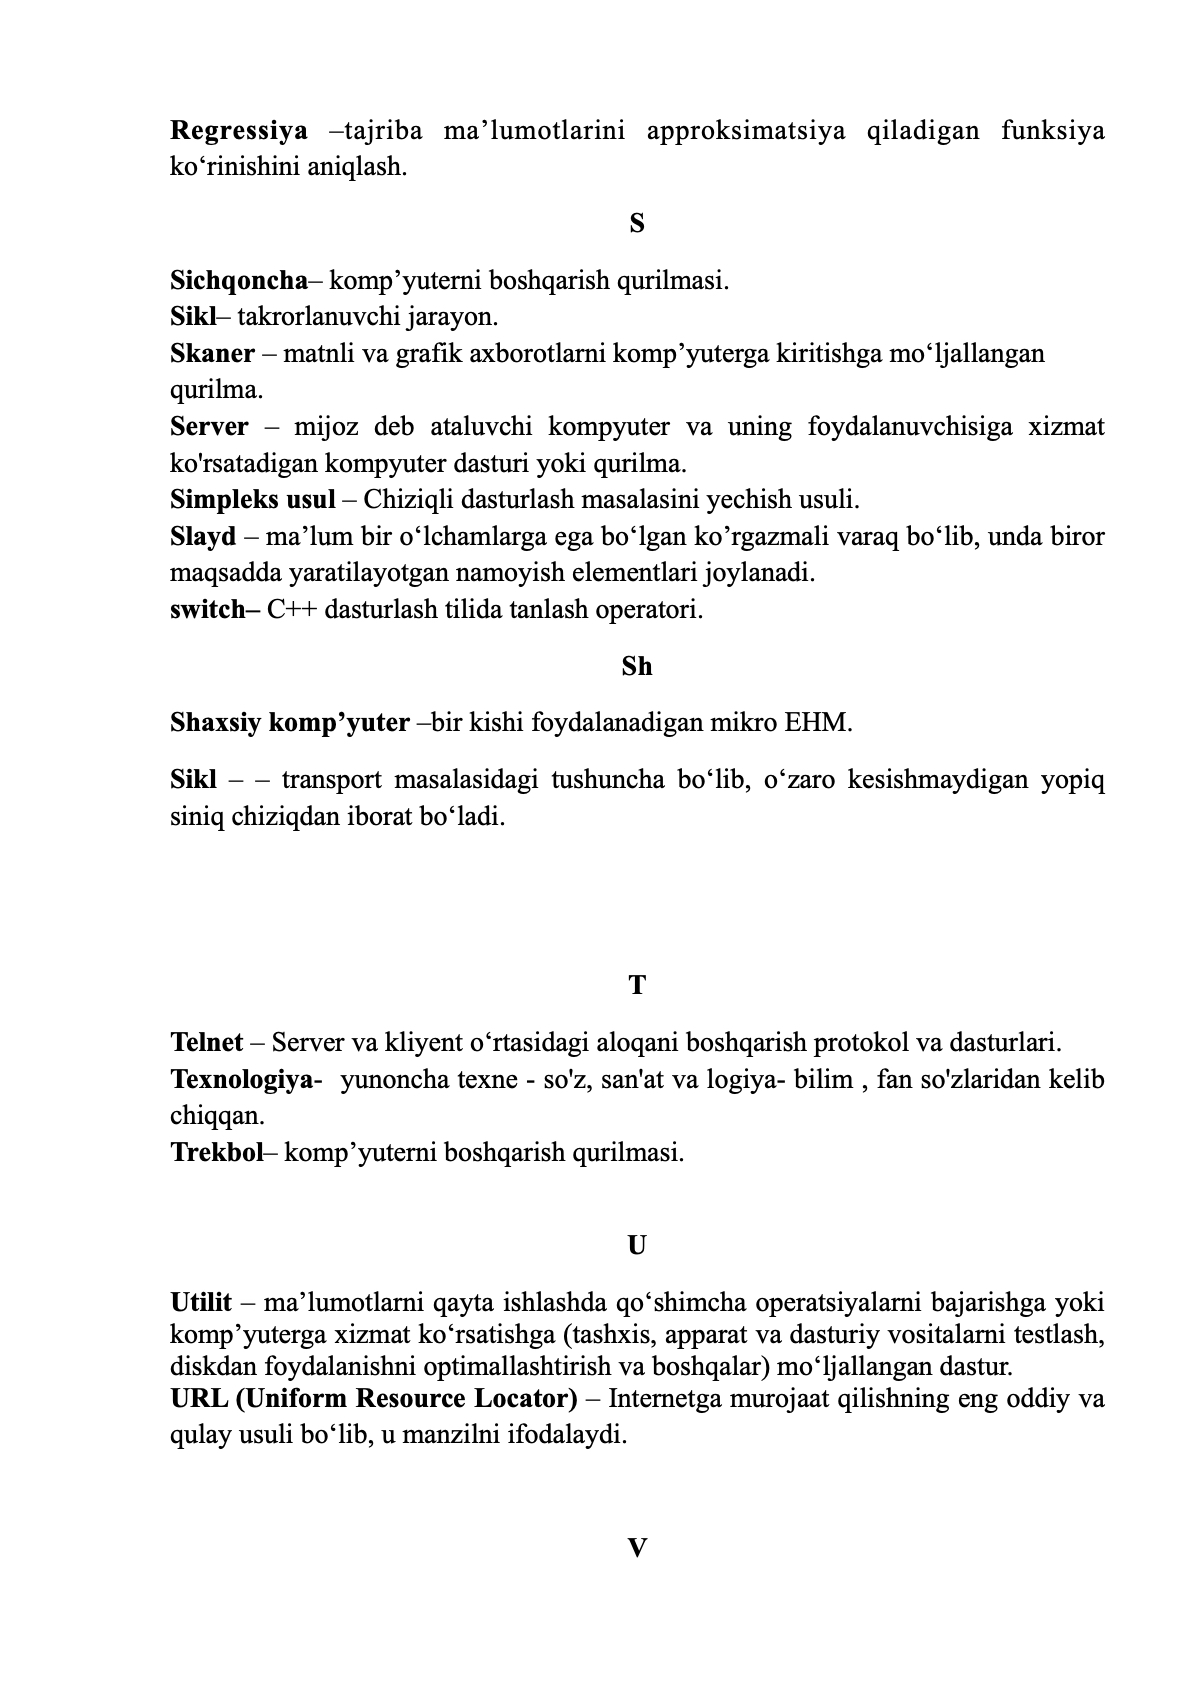 Regressiya –tajriba ma’lumotlarini approksimatsiya qiladigan funksiya
ko‘rinishini aniqlash.
S
Sichqoncha– komp’yuterni boshqarish qurilmasi.
Sikl– takrorlanuvchi jarayon.
Skaner – matnli va grafik axborotlarni komp’yuterga kiritishga mo‘ljallangan
qurilma.
Server – mijoz deb ataluvchi kompyuter va uning foydalanuvchisiga xizmat
ko'rsatadigan kompyuter dasturi yoki qurilma.
Simpleks usul – Chiziqli dasturlash masalasini yechish usuli.
Slayd – ma’lum bir o‘lchamlarga ega bo‘lgan ko’rgazmali varaq bo‘lib, unda biror
maqsadda yaratilayotgan namoyish elementlari joylanadi.
switch– C++ dasturlash tilida tanlash operatori.
Sh
Shaxsiy komp’yuter –bir kishi foydalanadigan mikro EHM.
Sikl – – transport masalasidagi tushuncha bo‘lib, o‘zaro kesishmaydigan yopiq
siniq chiziqdan iborat bo‘ladi.
T
Telnet – Server va kliyent o‘rtasidagi aloqani boshqarish protokol va dasturlari.
Texnologiya- yunoncha texne - so'z, san'at va logiya- bilim , fan so'zlaridan kelib
chiqqan.
Trekbol– komp’yuterni boshqarish qurilmasi.
U
Utilit – ma’lumotlarni qayta ishlashda qo‘shimcha operatsiyalarni bajarishga yoki
komp’yuterga xizmat ko‘rsatishga (tashxis, apparat va dasturiy vositalarni testlash,
diskdan foydalanishni optimallashtirish va boshqalar) mo‘ljallangan dastur.
URL (Uniform Resource Locator) – Internetga murojaat qilishning eng oddiy va
qulay usuli bo‘lib, u manzilni ifodalaydi.
V